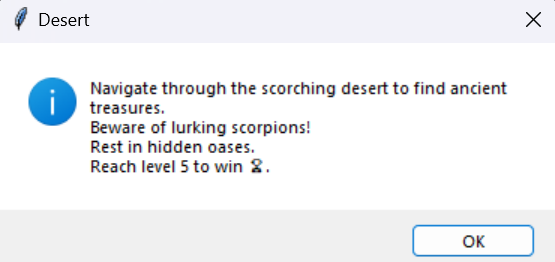 Desert
Navigate through the scorching desert to find ancient
treasures.
Beware of lurking scorpions!
Rest in hidden oases.
Reach level 5 to win ⌛.
OK